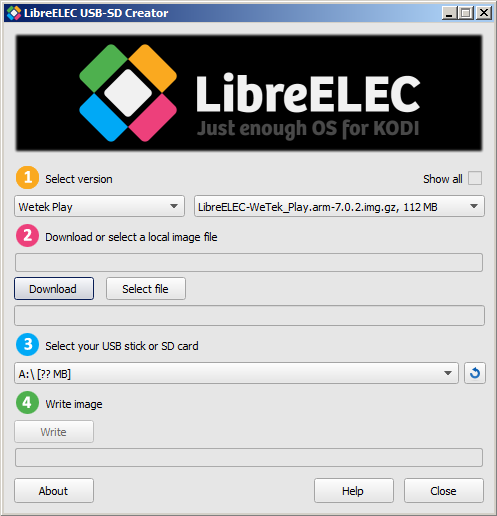 LibreELEC USB-SD Creator
LibreELEC
Just enough OS for KODI
1 Select version Show all
Wetek Play LibreELEC-WeTek_Play.arm-7.0.2.img.gz, 112 MB
2 Download or select a local image file
Download Select file
3 Select your USB stick or SD card
A:\ [?? MB]
4 Write image
Write
About Help Close